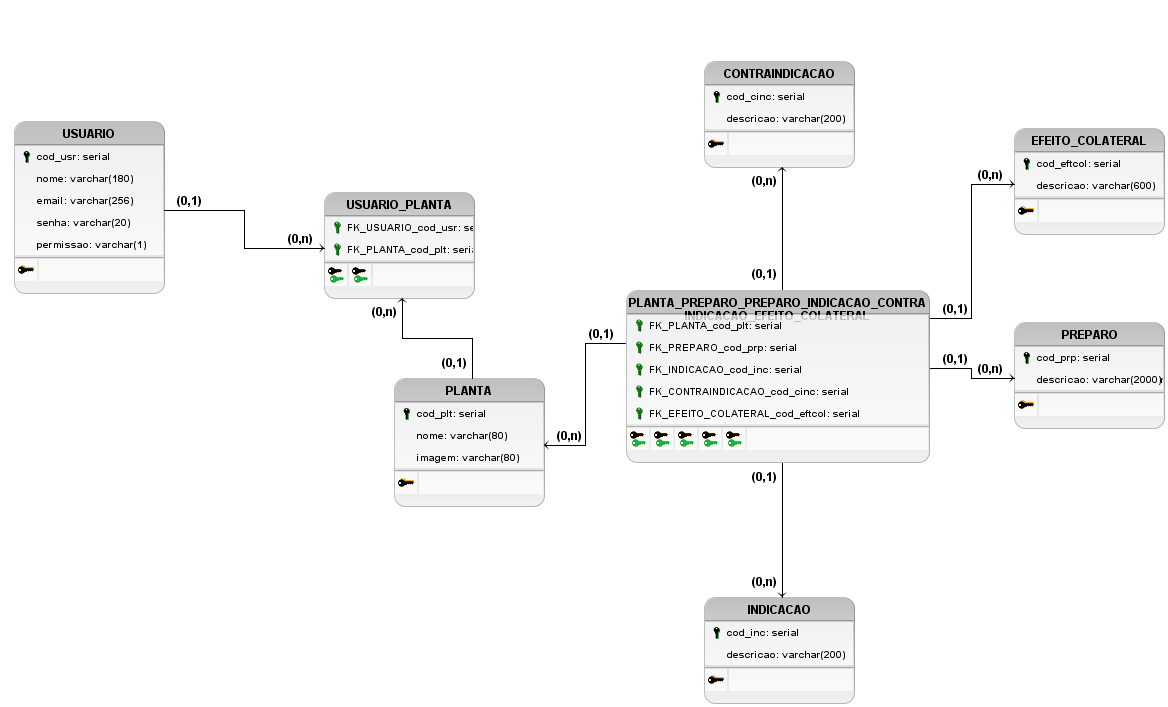 CONTRAINDICACAO
cod_cinc: serial
descricao: varchar(200)
(0,n)
(0,1)
USUARIO
cod_usr: serial
nome: varchar(180)
email: varchar(256)
senha: varchar(20)
permissao: varchar(1)
(0,1)
(0,n)
USUARIO_PLANTA
FK_USUARIO_cod_usr: se
FK_PLANTA_cod_plt: seria
(0,n)
(0,1)
PLANTA
cod_plt: serial
nome: varchar(80)
imagem: varchar(80)
(0,n)
(0,1)
PLANTA_PREPARO_PREPARO_INDICACAO_CONTRA
INDICACAO_EFEITO_COLATERAL
FK_PLANTA_cod_plt: serial
FK_PREPARO_cod_prp: serial
FK_INDICACAO_cod_inc: serial
FK_CONTRAINDICACAO_cod_cinc: serial
FK_EFEITO_COLATERAL_cod_eftcol: serial
(0,1)
(0,n)
EFEITO_COLATERAL
cod_eftcol: serial
descricao: varchar(600)
(0,1)
(0,n)
PREPARO
cod_prp: serial
descricao: varchar(2000)
(0,1)
(0,n)
INDICACAO
cod_inc: serial
descricao: varchar(200)